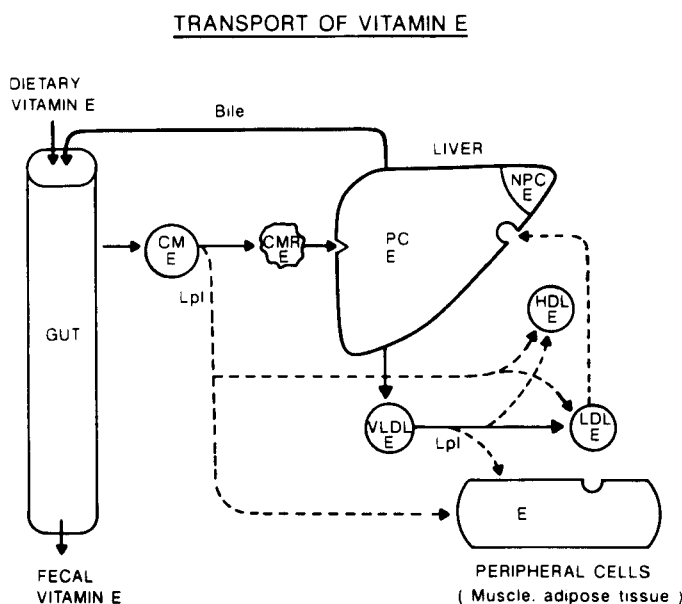 TRANSPORT OF VITAMIN E
DIETARY
VITAMIN E
Bile
LIVER
NPC
E
CM
E
CMR
E
PC
E
Lpl
GUT
HDL
E
VLDL
E
Lpl
LDL
E
E
FECAL
VITAMIN E
PERIPHERAL CELLS
( Muscle, adipose tissue )